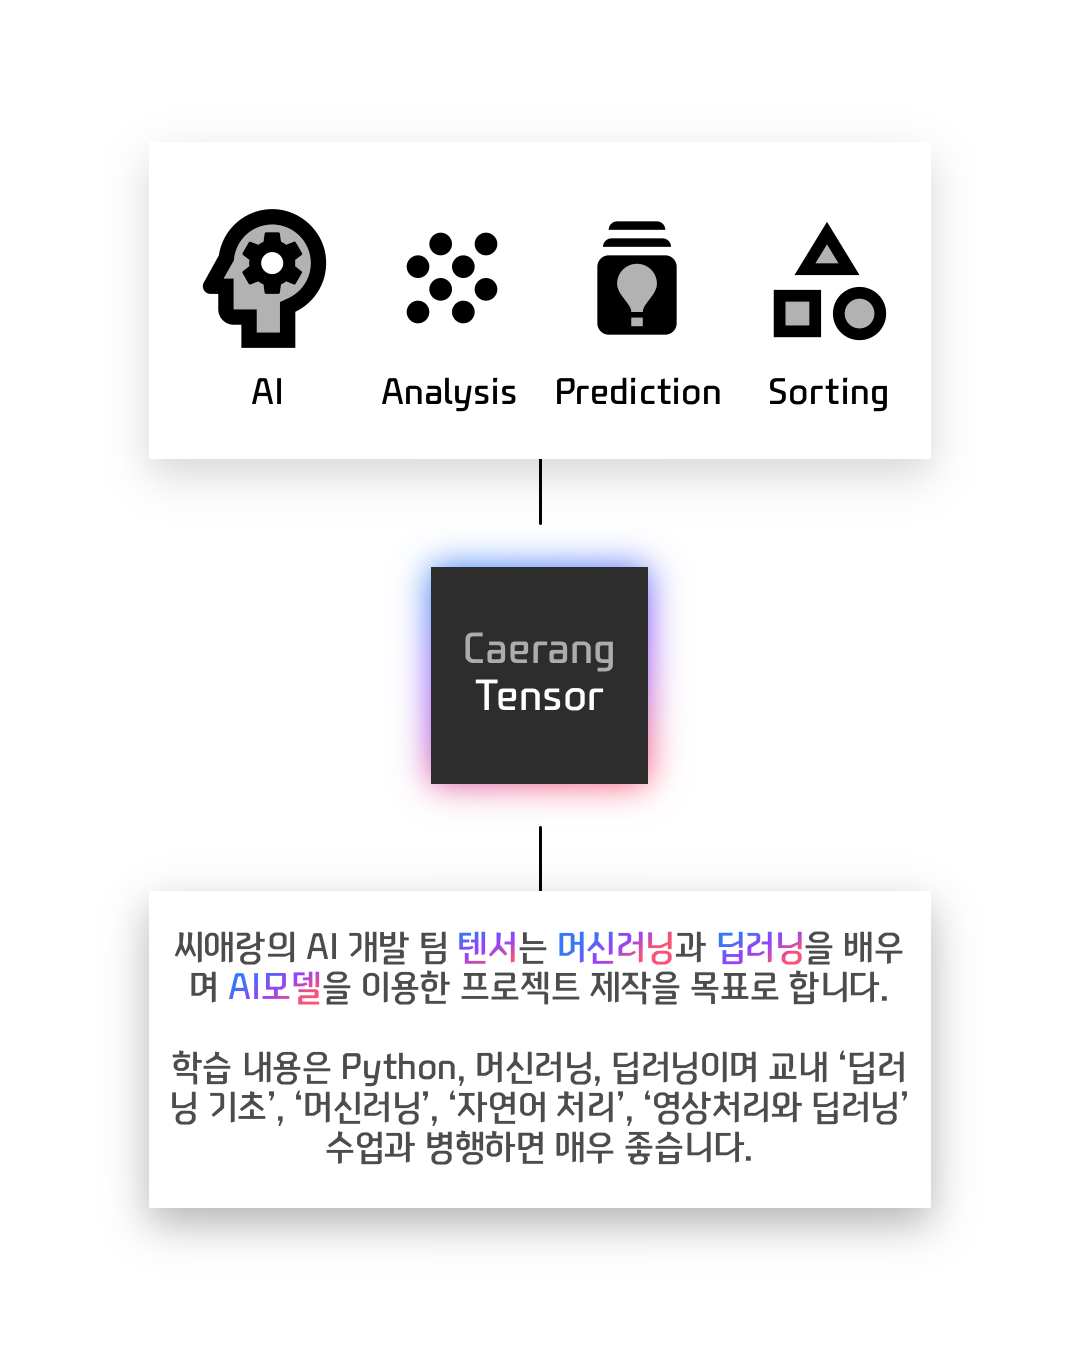 AI Analysis Prediction Sorting
Caerang
Tensor
씨애랑의 AI 개발 팀 텐서는 머신러닝과 딥러닝을 배우
며 AI모델을 이용한 프로젝트 제작을 목표로 합니다.
학습 내용은 Python, 머신러닝, 딥러닝이며 교내 ‘딥러
닝 기초’, ‘머신러닝’, ‘자연어 처리’, ‘영상처리와 딥러닝’
수업과 병행하면 매우 좋습니다.